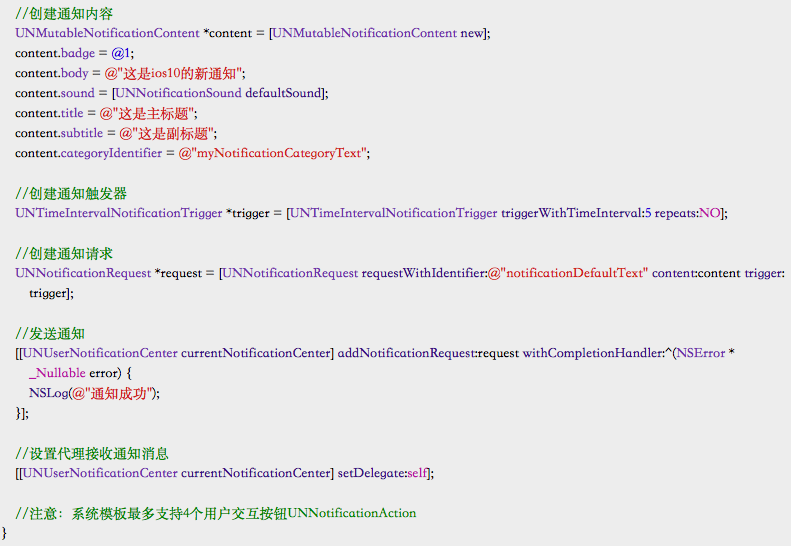 //创建通知内容
UNMutableNotificationContent *content = [UNMutableNotificationContent new];
content.badge = @1;
content.body = @"这是ios10的新通知";
content.sound = [UNNotificationSound defaultSound];
content.title = @"这是主标题";
content.subtitle = @"这是副标题";
content.categoryIdentifier = @"myNotificationCategoryText";
//创建通知触发器
UNTimeIntervalNotificationTrigger *trigger = [UNTimeIntervalNotificationTrigger triggerWithTimeInterval:5 repeats:NO];
//创建通知请求
UNNotificationRequest *request = [UNNotificationRequest requestWithIdentifier:@"notificationDefaultText" content:content trigger:
trigger];
//发送通知
[[UNUserNotificationCenter currentNotificationCenter] addNotificationRequest:request withCompletionHandler:^(NSError *
_Nullable error) {
NSLog(@"通知成功");
}];
//设置代理接收通知消息
[[UNUserNotificationCenter currentNotificationCenter] setDelegate:self];
//注意：系统模板最多支持4个用户交互按钮UNNotificationAction
}